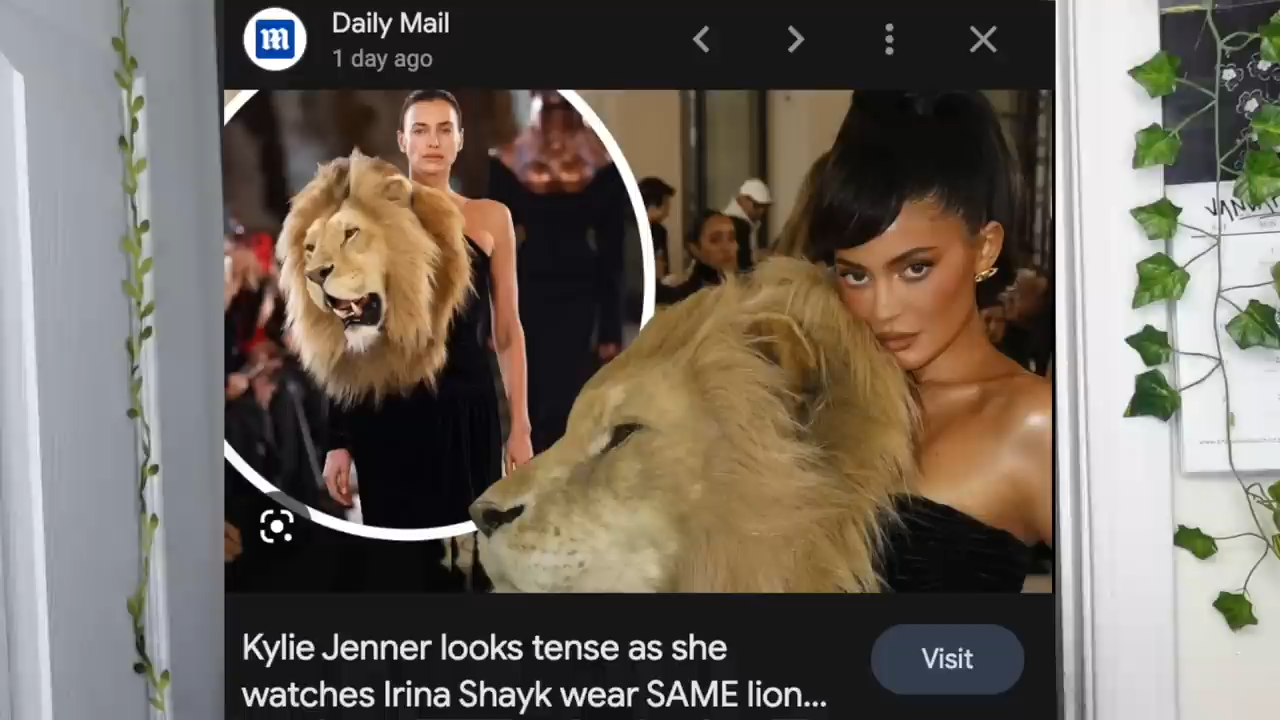 m
Daily Mail
1 day ago
Kylie Jenner looks tense as she
watches Irina Shayk wear SAME lion...
Visit